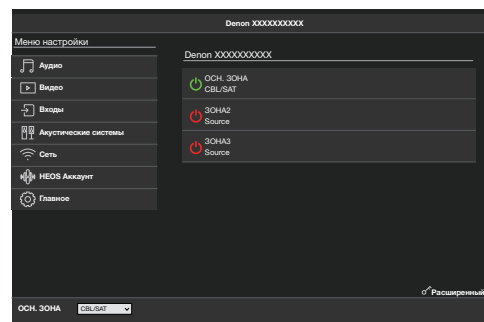 Denon XXXXXXXXXX
Меню настройки
Аудио
Видео
Входы
Акустические системы
Сеть
HEOS Аккаунт
Главное
Denon XXXXXXXXXX
ОСН. ЗОНА
CBL/SAT
ЗОНА2
Source
ЗОНА3
Source
Расширенный
ОСН. ЗОНА CBL/SAT